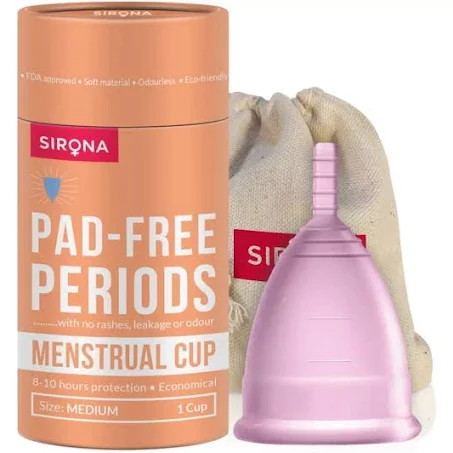 SIRONA
• FDA approved • Soft material • Odourless • Eco-friendly
SIRONA
PAD-FREE
PERIODS
..........with no rashes, leakage or odour
MENSTRUAL CUP
8-10 hours protection • Economical
Size: MEDIUM 1 Cup
SIR